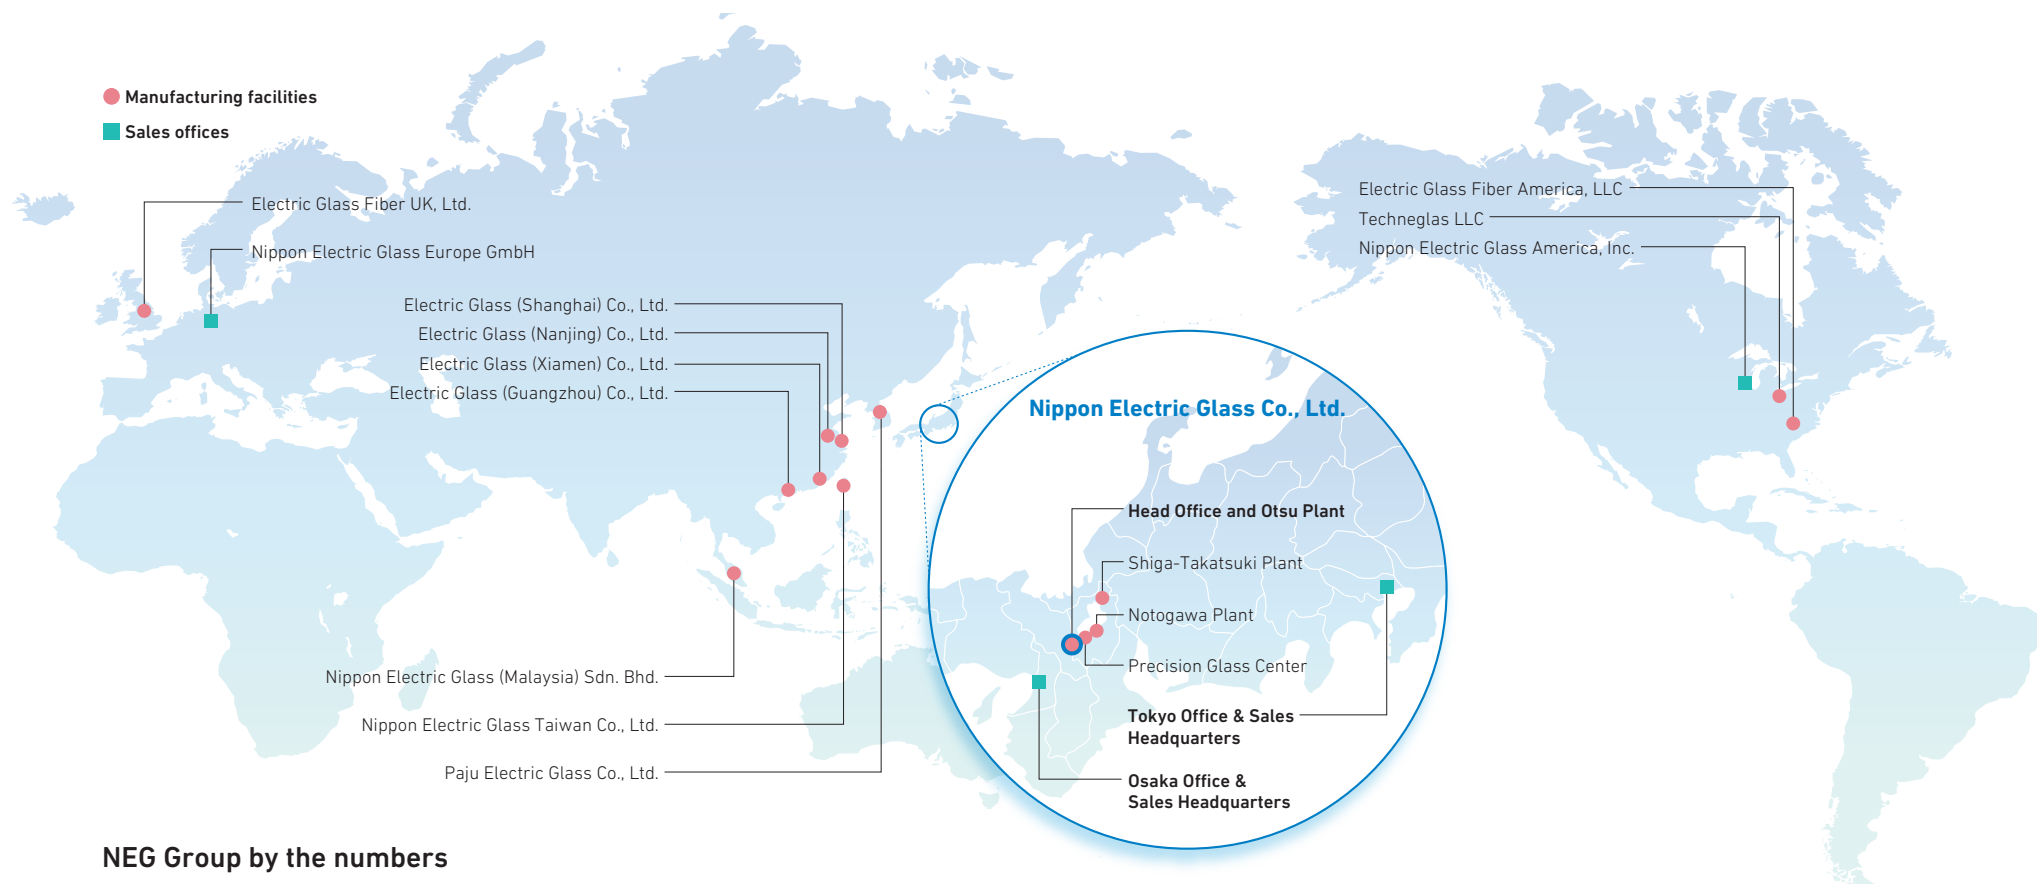 Manufacturing facilities
Sales offices
Electric Glass Fiber UK, Ltd.
Nippon Electric Glass Europe GmbH
Electric Glass (Shanghai) Co., Ltd.
Electric Glass (Nanjing) Co., Ltd.
Electric Glass (Xiamen) Co., Ltd.
Electric Glass (Guangzhou) Co., Ltd.
Electric Glass Fiber America, LLC
Techneglas LLC
Nippon Electric Glass America, Inc.
Nippon Electric Glass Co., Ltd.
Head Office and Otsu Plant
Shiga-Takatsuki Plant
Notogawa Plant
Precision Glass Center
Tokyo Office & Sales
Headquarters
Osaka Office &
Sales Headquarters
Nippon Electric Glass (Malaysia) Sdn. Bhd.
Nippon Electric Glass Taiwan Co., Ltd.
Paju Electric Glass Co., Ltd.
NEG Group by the numbers